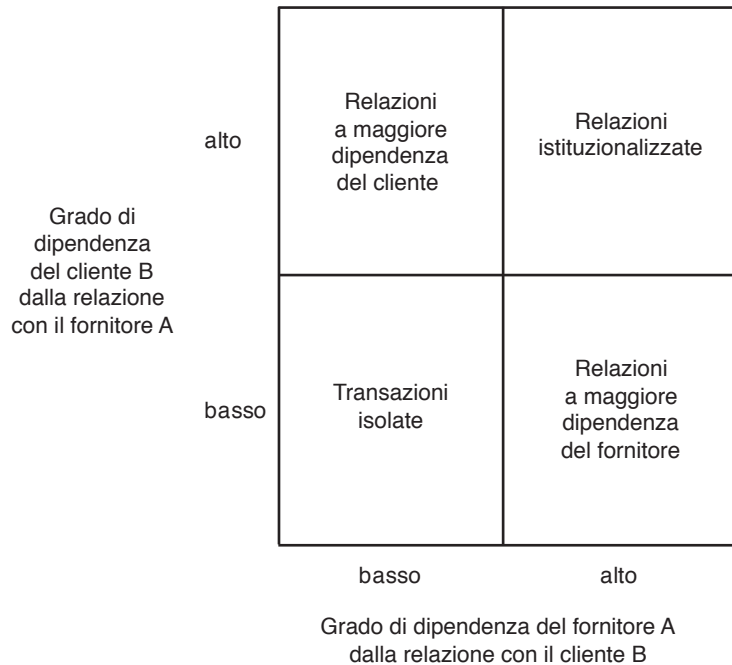 Relazioni
a maggiore
dipendenza
del cliente
Relazioni
istituzionalizzate
alto
Grado di
dipendenza
del cliente B
dalla relazione
con il fornitore A
Transazioni
isolate
Relazioni
a maggiore
dipendenza
del fornitore
basso
basso
alto
Grado di dipendenza del fornitore A
dalla relazione con il cliente B